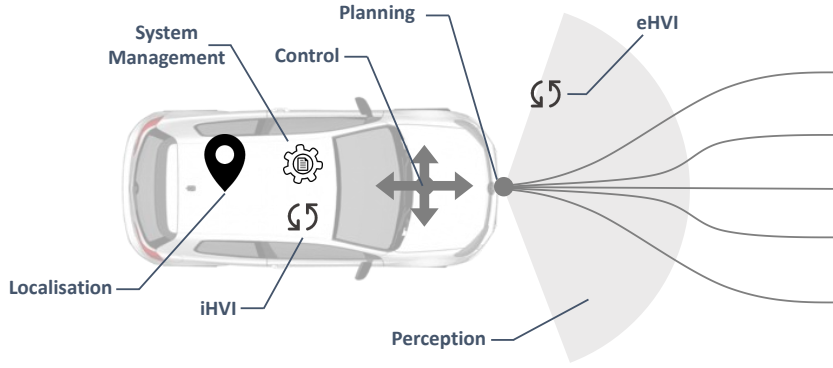 Planning
eHVI
System
Management
Control
Localisation
iHVI
Perception